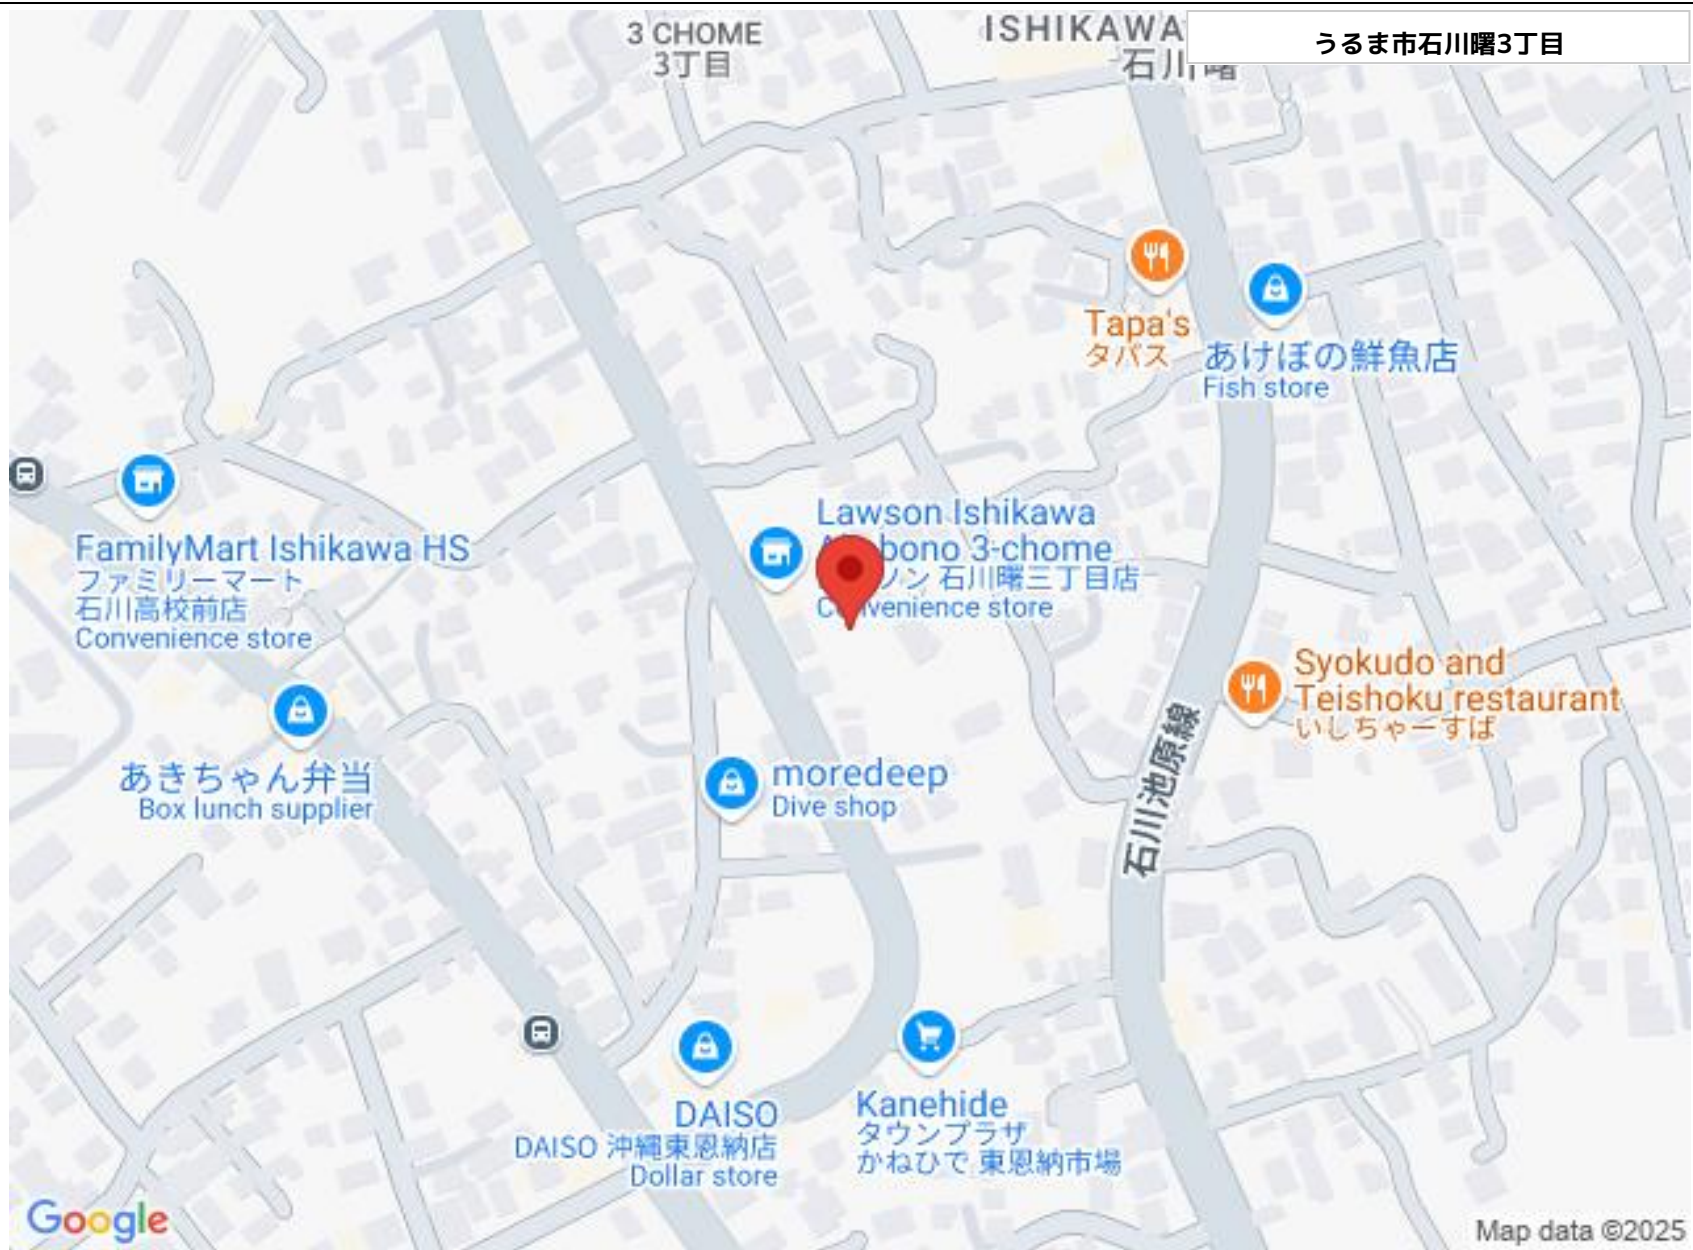 3 CHOME
3丁目
ISHIKAWA
石川曙
うるま市石川曙3丁目
Tapa's
タパス
あけぼの鮮魚店
Fish store
Lawson Ishikawa
bono 3-chome
ソン 石川曙三丁目店
Convenience store
FamilyMart Ishikawa HS
ファミリーマート
石川高校前店
Convenience store
Syokudo and
Teishoku restaurant
いしちゃーすば
石川池原線
あきちゃん弁当
Box lunch supplier
moredeep
Dive shop
DAISO
DAISO 沖縄東恩納店
Dollar store
Kanehide
タウンプラザ
かねひで 東恩納市場
Google
Map data ©2025